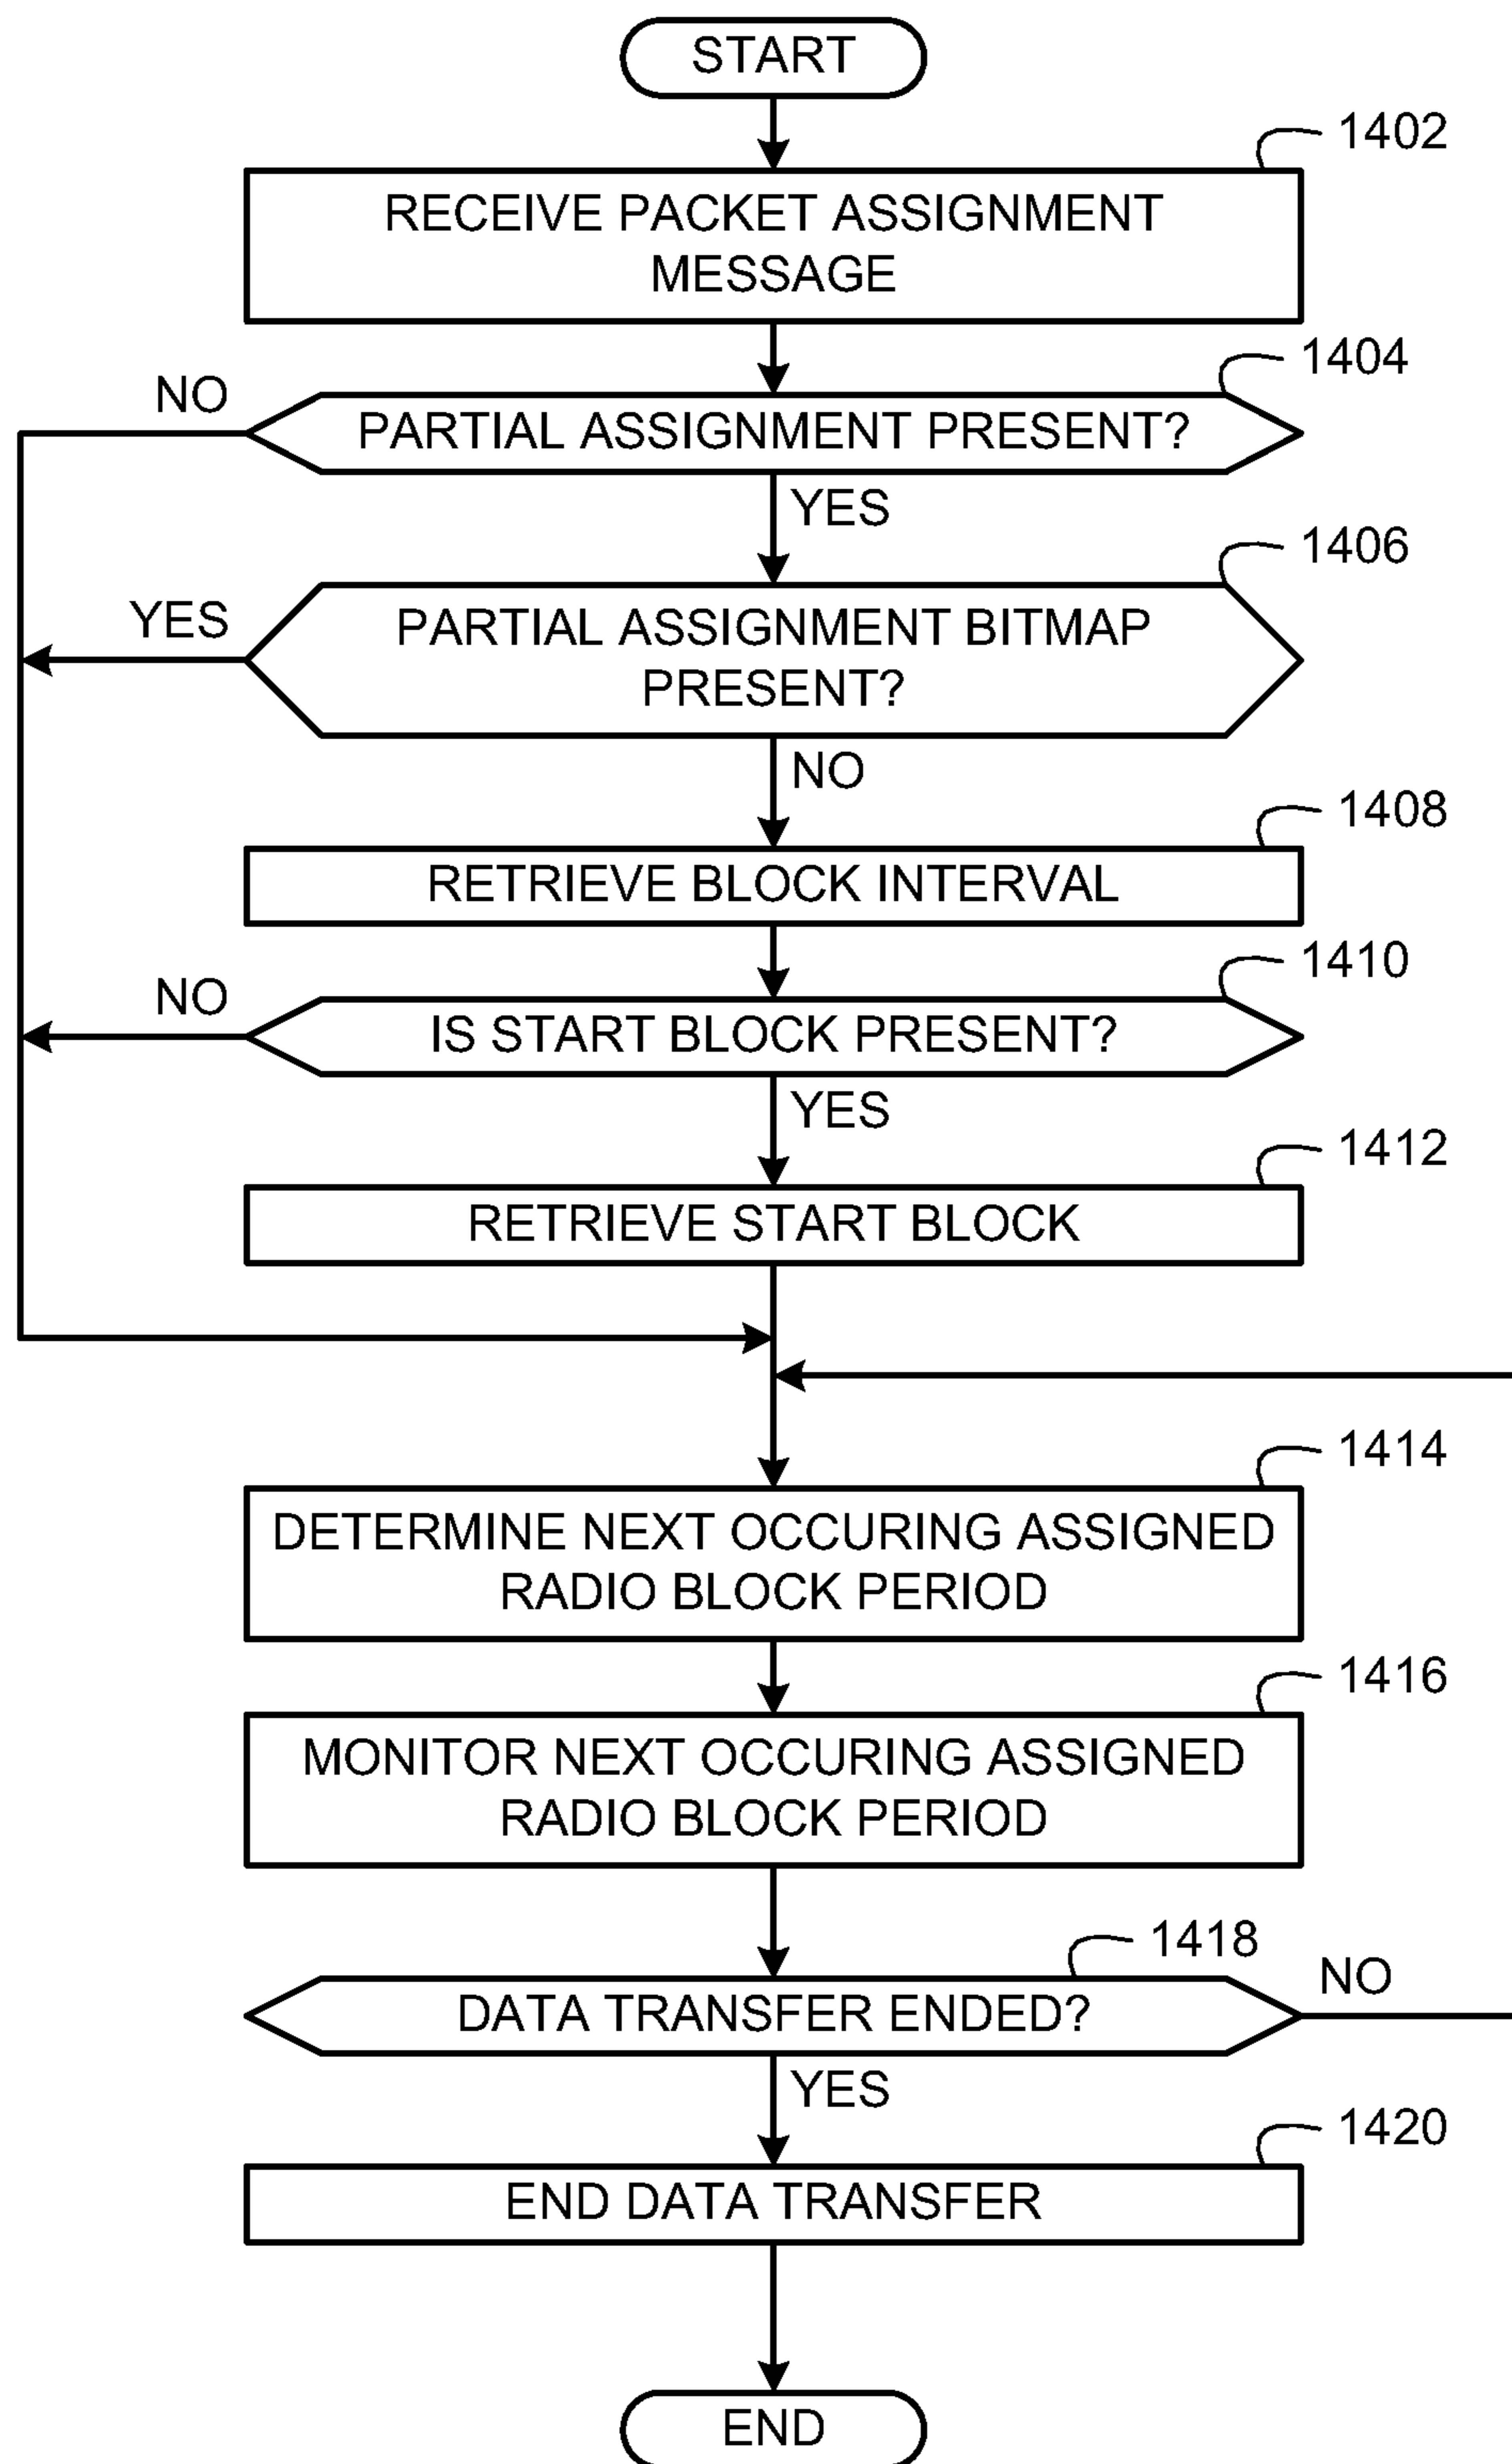 START
1402
RECEIVE PACKET ASSIGNMENT
MESSAGE
1404
NO
PARTIAL ASSIGNMENT PRESENT?
YES
1406
YES
PARTIAL ASSIGNMENT BITMAP
PRESENT?
NO
1408
RETRIEVE BLOCK INTERVAL
1410
NO
IS START BLOCK PRESENT?
YES
1412
RETRIEVE START BLOCK
1414
DETERMINE NEXT OCCURING ASSIGNED
RADIO BLOCK PERIOD
1416
MONITOR NEXT OCCURING ASSIGNED
RADIO BLOCK PERIOD
1418
NO
DATA TRANSFER ENDED?
YES
1420
END DATA TRANSFER
END